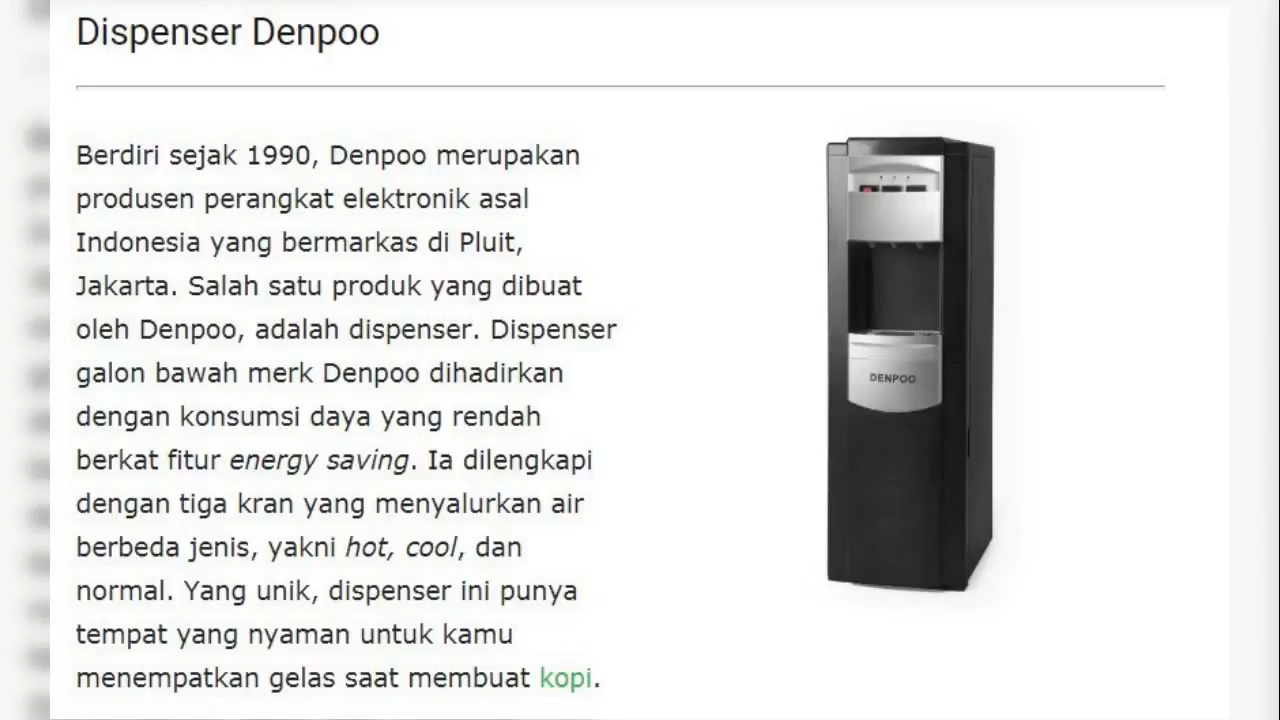 Dispenser Denpoo
Berdiri sejak 1990, Denpoo merupakan
produsen perangkat elektronik asal
Indonesia yang bermarkas di Pluit,
Jakarta. Salah satu produk yang dibuat
oleh Denpoo, adalah dispenser. Dispenser
galon bawah merk Denpoo dihadirkan
dengan konsumsi daya yang rendah
berkat fitur energy saving. Ia dilengkapi
dengan tiga kran yang menyalurkan air
berbeda jenis, yakni hot, cool, dan
normal. Yang unik, dispenser ini punya
tempat yang nyaman untuk kamu
menempatkan gelas saat membuat kopi.
DENPOO